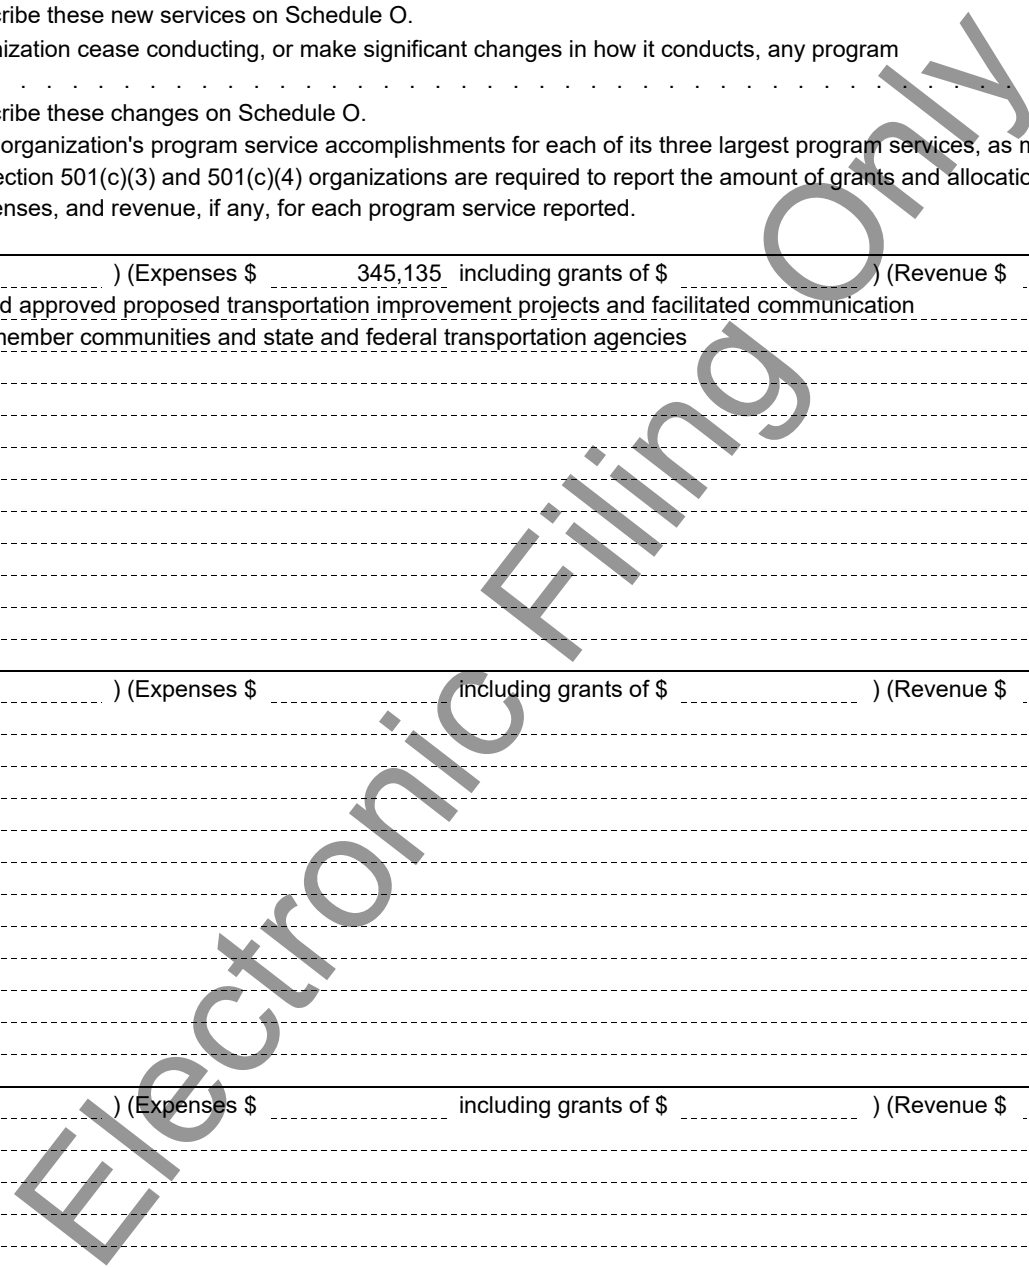 ribe these new services on Schedule O.
nization cease conducting, or make significant changes in how it conducts, any program
. . . . . . . . . . . . . . . . . . . . . . . . . . . . . . . . . . . . . . .
ribe these changes on Schedule O.
organization's program service accomplishments for each of its three largest program services, as m
ection 501(c)(3) and 501(c)(4) organizations are required to report the amount of grants and allocatio
enses, and revenue, if any, for each program service reported.
) (Expenses $ 345,135 including grants of $ ) (Revenue $
d approved proposed transportation improvement projects and facilitated communication
member communities and state and federal transportation agencies
) (Expenses $ including grants of $ ) (Revenue $
) (Expenses $ including grants of $ ) (Revenue $
Electronic Filing Only